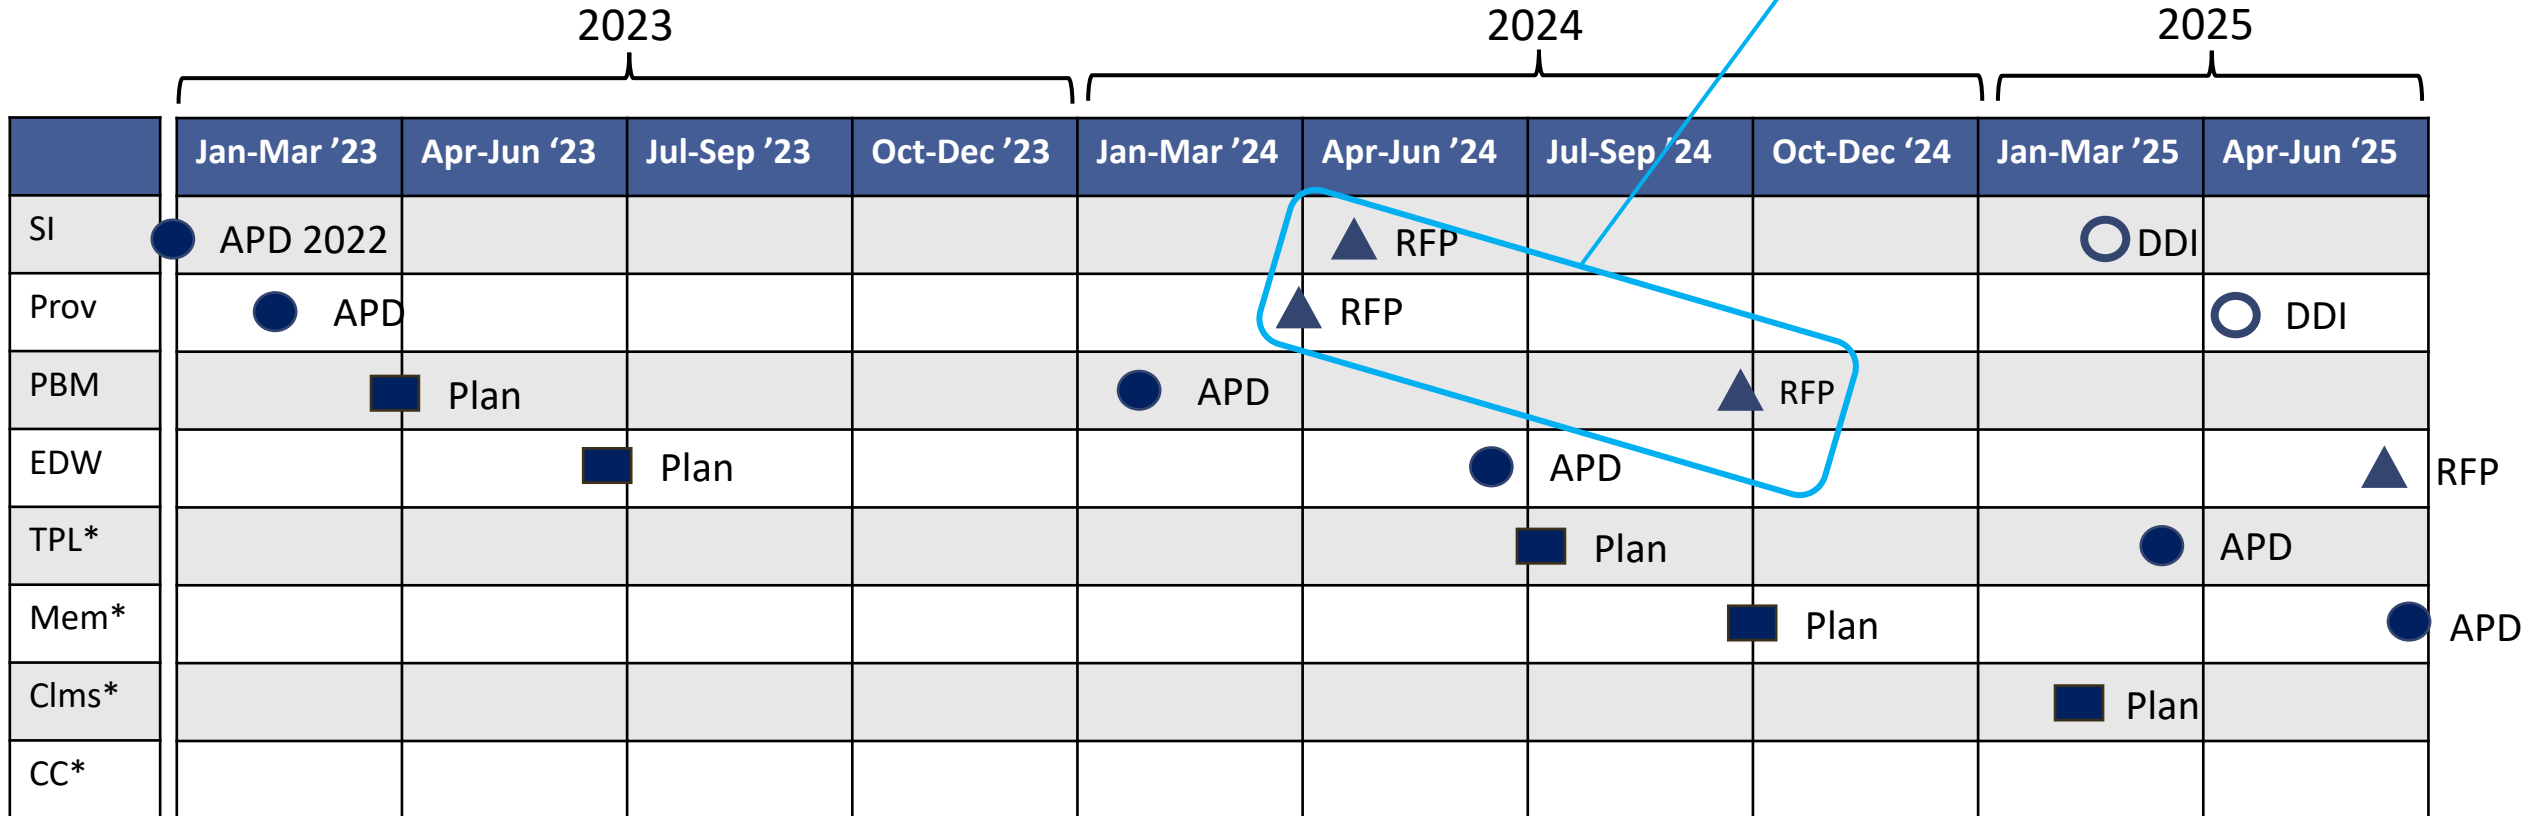 2023 2024 2025
Jan-Mar ’23 Apr-Jun ‘23 Jul-Sep ’23 Oct-Dec ’23 Jan-Mar ’24 Apr-Jun ’24 Jul-Sep ’24 Oct-Dec ‘24 Jan-Mar ’25 Apr-Jun ‘25
SI APD 2022 RFP DDI
Prov APD RFP DDI
PBM Plan APD RFP
EDW Plan APD RFP
TPL* Plan APD
Mem* Plan APD
Clms* Plan
CC*